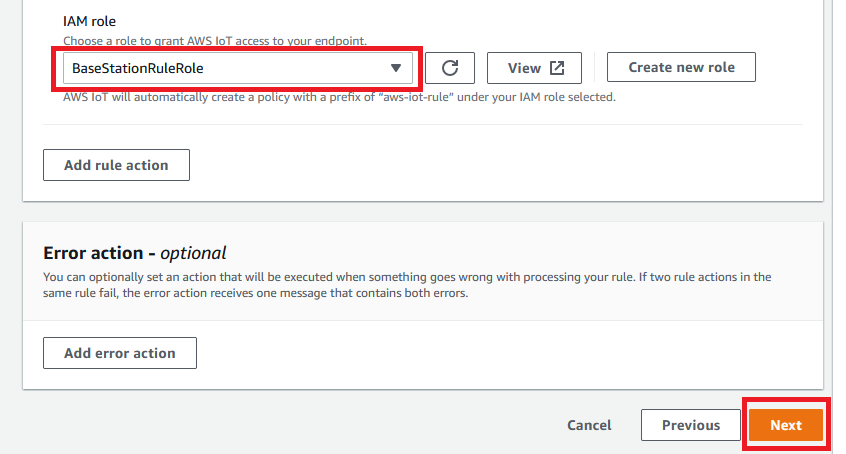 IAM role
Choose a role to grant AWS IoT access to your endpoint.
BaseStationRuleRole
View
Create new role
AWS IoT will automatically create a policy with a prefix of “aws-iot-rule” under your IAM role selected.
Add rule action
Error action - optional
You can optionally set an action that will be executed when something goes wrong with processing your rule. If two rule actions in the
same rule fail, the error action receives one message that contains both errors.
Add error action
Cancel
Previous
Next